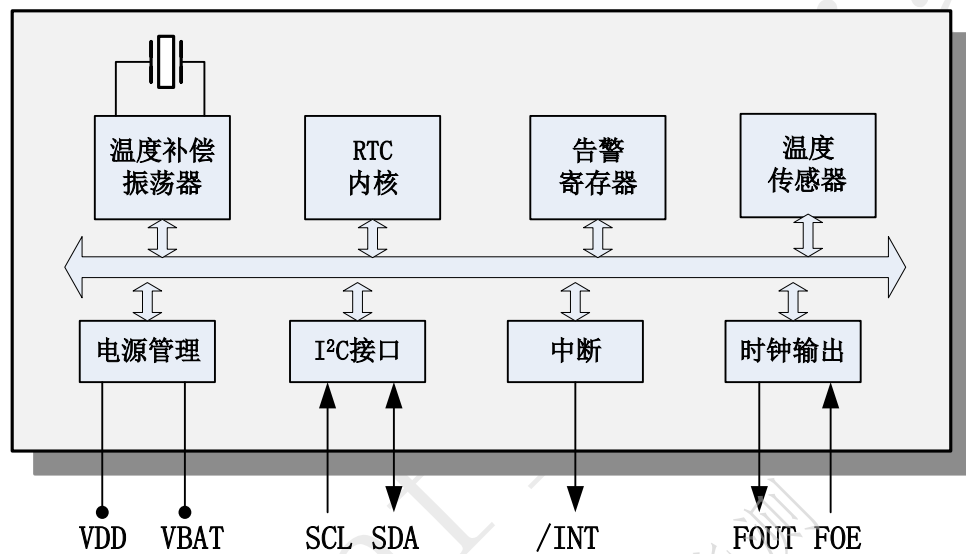 温度补偿
振荡器
RTC
内核
告警
寄存器
温度
传感器
电源管理
I²C接口
中断
时钟输出
VDD VBAT SCL SDA /INT FOUT FOE